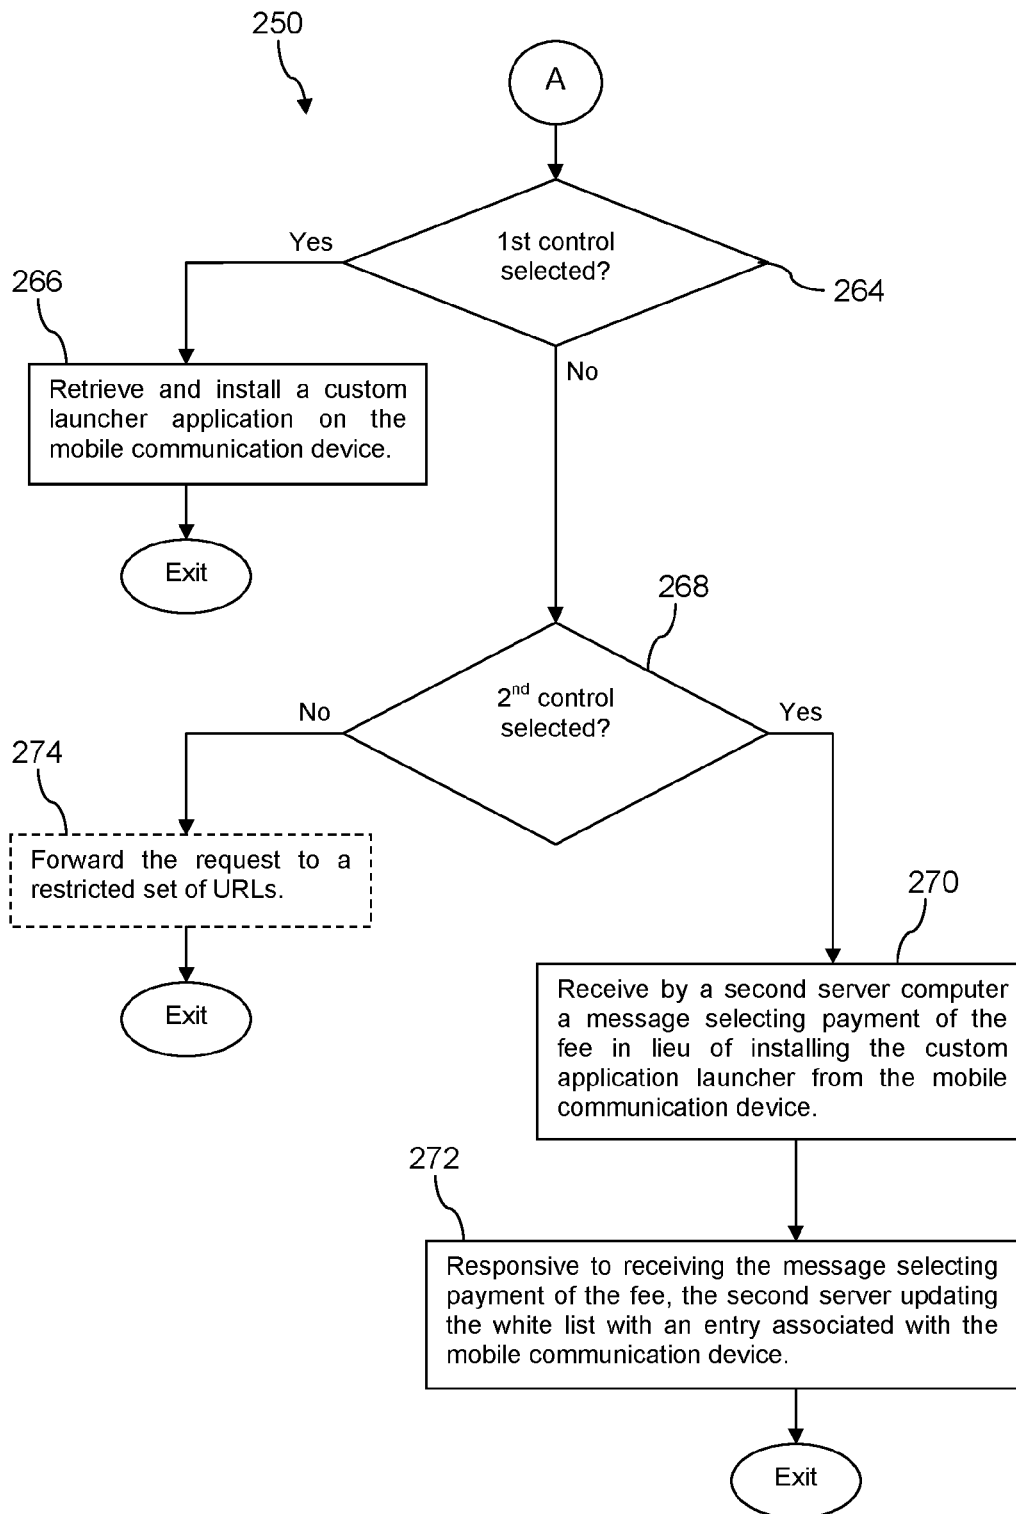 250
A
1st control
selected?
Yes
264
266
No
Retrieve and install a custom
launcher application on the
mobile communication device.
Exit
268
2nd control
selected?
No
Yes
274
Forward the request to a
restricted set of URLs.
270
Exit
Receive by a second server computer
a message selecting payment of the
fee in lieu of installing the custom
application launcher from the mobile
communication device.
272
Responsive to receiving the message selecting
payment of the fee, the second server updating
the white list with an entry associated with the
mobile communication device.
Exit